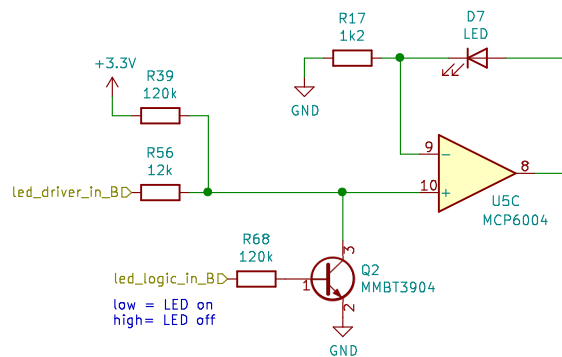 R17
1k2
D7
LED
+3.3V
R39
120k
GND
9
−
8
R56
12k
led_driver_in_B
10
+
U5C
MCP6004
R68
120k
3
Q2
MMBT3904
led_logic_in_B
1
2
low = LED on
high= LED off
GND